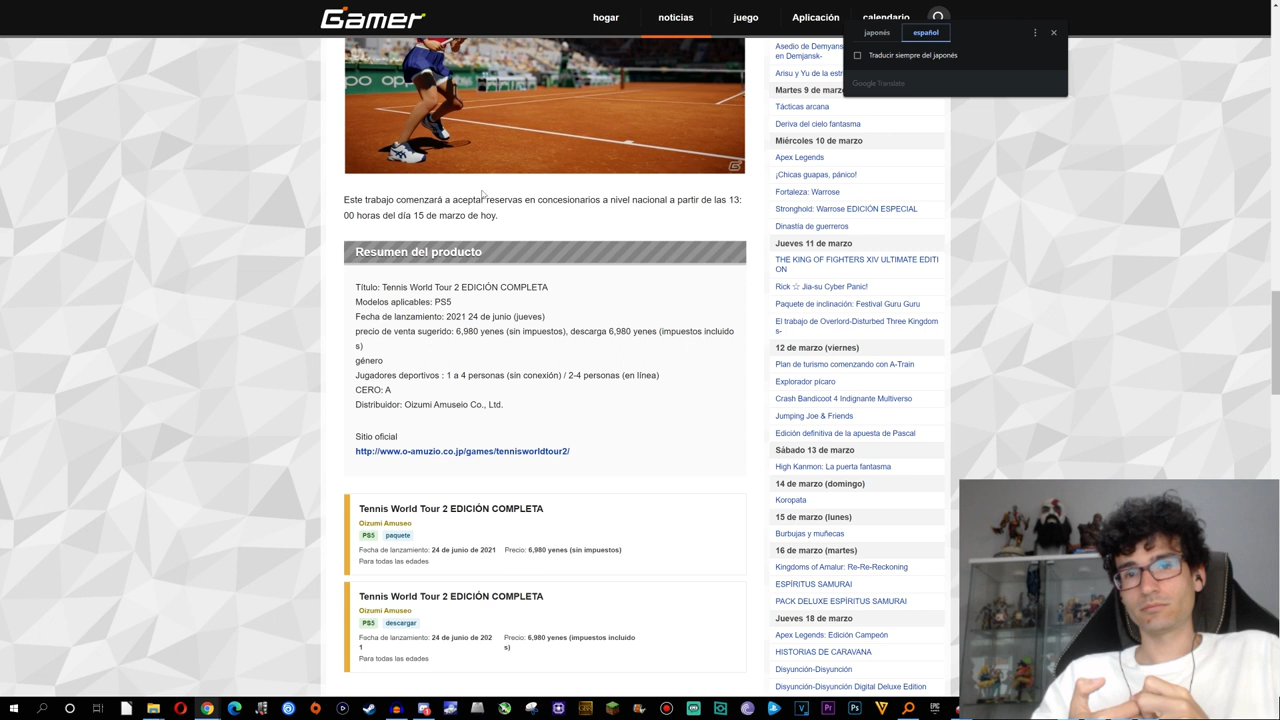 Gamer
hogar
noticias
juego
Aplicación
calendario
japonés
español
Traducir siempre del japonés
Google Translate
oppo
Este trabajo comenzará a aceptar reservas en concesionarios a nivel nacional a partir de las 13:
00 horas del día 15 de marzo de hoy.
Resumen del producto
Título: Tennis World Tour 2 EDICIÓN COMPLETA
Modelos aplicables: PS5
Fecha de lanzamiento: 2021 24 de junio (jueves)
precio de venta sugerido: 6,980 yenes (sin impuestos), descarga 6,980 yenes (impuestos incluido
s)
género
Jugadores deportivos : 1 a 4 personas (sin conexión) / 2-4 personas (en línea)
CERO: A
Distribuidor: Oizumi Amuseio Co., Ltd.
Sitio oficial
http://www.o-amuzio.co.jp/games/tennisworldtour2/
Tennis World Tour 2 EDICIÓN COMPLETA
Oizumi Amuseo
PS5 paquete
Fecha de lanzamiento: 24 de junio de 2021 Precio: 6,980 yenes (sin impuestos)
Para todas las edades
Tennis World Tour 2 EDICIÓN COMPLETA
Oizumi Amuseo
PS5 descargar
Fecha de lanzamiento: 24 de junio de 202 Precio: 6,980 yenes (impuestos incluido
1 s)
Para todas las edades
Asedio de Demyans
en Demjansk-
Arisu y Yu de la estr
Martes 9 de marzo
Tácticas arcana
Deriva del cielo fantasma
Miércoles 10 de marzo
Apex Legends
¡Chicas guapas, pánico!
Fortaleza: Warrose
Stronghold: Warrose EDICIÓN ESPECIAL
Dinastía de guerreros
Jueves 11 de marzo
THE KING OF FIGHTERS XIV ULTIMATE EDITI
ON
Rick ☆ Jia-su Cyber Panic!
Paquete de inclinación: Festival Guru Guru
El trabajo de Overlord-Disturbed Three Kingdom
s-
12 de marzo (viernes)
Plan de turismo comenzando con A-Train
Explorador pícaro
Crash Bandicoot 4 Indignante Multiverso
Jumping Joe & Friends
Edición definitiva de la apuesta de Pascal
Sábado 13 de marzo
High Kanmon: La puerta fantasma
14 de marzo (domingo)
Koropata
15 de marzo (lunes)
Burbujas y muñecas
16 de marzo (martes)
Kingdoms of Amalur: Re-Re-Reckoning
ESPÍRITUS SAMURAI
PACK DELUXE ESPÍRITUS SAMURAI
Jueves 18 de marzo
Apex Legends: Edición Campeón
HISTORIAS DE CARAVANA
Disyunción-Disyunción
Disyunción-Disyunción Digital Deluxe Edition